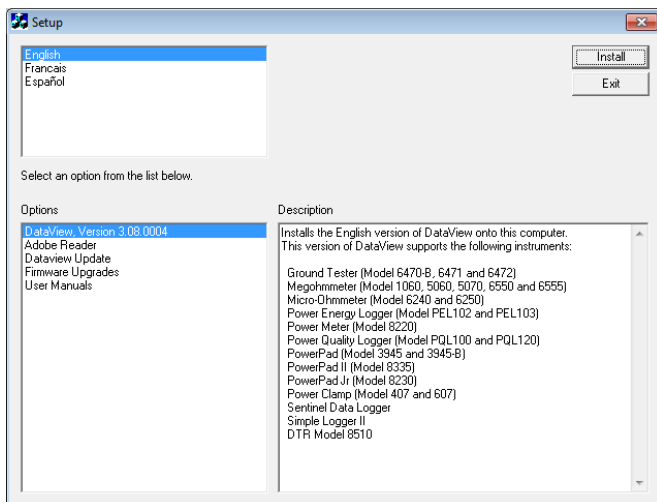 Setup
English
Francais
Español
Install
Exit
Select an option from the list below.
Options
DataView, Version 3.08.0004
Adobe Reader
Dataview Update
Firmware Upgrades
User Manuals
Description
Installs the English version of DataView onto this computer.
This version of DataView supports the following instruments:
Ground Tester (Model 6470-B, 6471 and 6472)
Megohmmeter (Model 1060, 5060, 5070, 6550 and 6555)
Micro-Ohmmeter (Model 6240 and 6250)
Power Energy Logger (Model PEL102 and PEL103)
Power Meter (Model 8220)
Power Quality Logger (Model PQL100 and PQL120)
PowerPad (Model 3945 and 3945-B)
PowerPad II (Model 8335)
PowerPad Jr (Model 8230)
Power Clamp (Model 407 and 607)
Sentinel Data Logger
Simple Logger II
DTR Model 8510